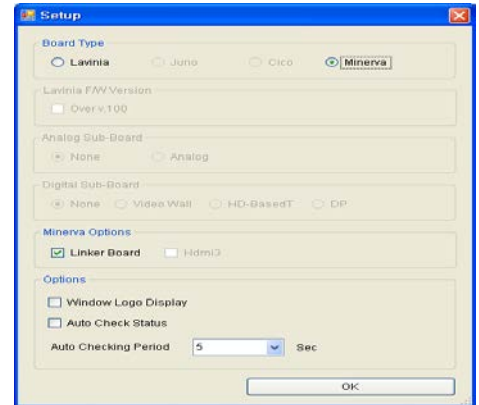 Setup
Board Type
Lavinia Juno Cico Minerva
Lavinia F/W Version
Over v.100
Analog Sub-Board
None Analog
Digital Sub-Board
None Video Wall HD-BasedT DP
Minerva Options
Linker Board Hdmi3
Options
Window Logo Display
Auto Check Status
Auto Checking Period 5 Sec
OK